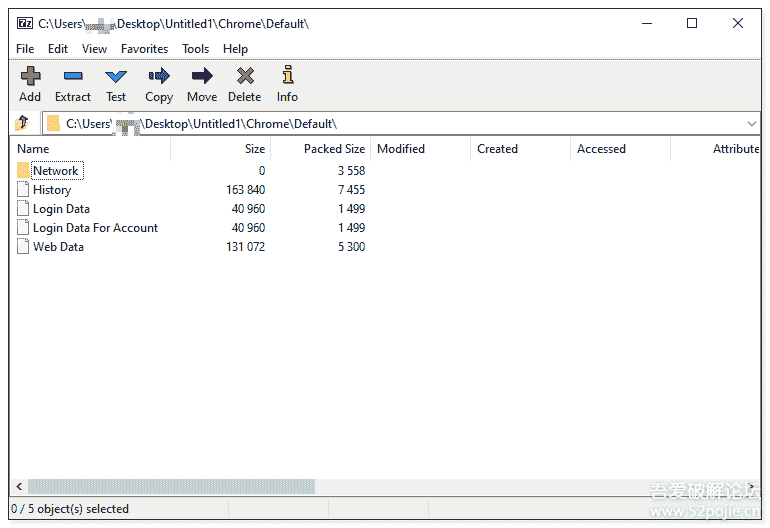 7z C:\Users\ \Desktop\Untitled1\Chrome\Default\
File Edit View Favorites Tools Help
Add Extract Test Copy Move Delete Info
C:\Users\ \Desktop\Untitled1\Chrome\Default\
Name Size Packed Size Modified Created Accessed Attribute
Network 0 3 558
History 163 840 7 455
Login Data 40 960 1 499
Login Data For Account 40 960 1 499
Web Data 131 072 5 300
0 / 5 object(s) selected
吾爱破解论坛
www.52pojie.cn